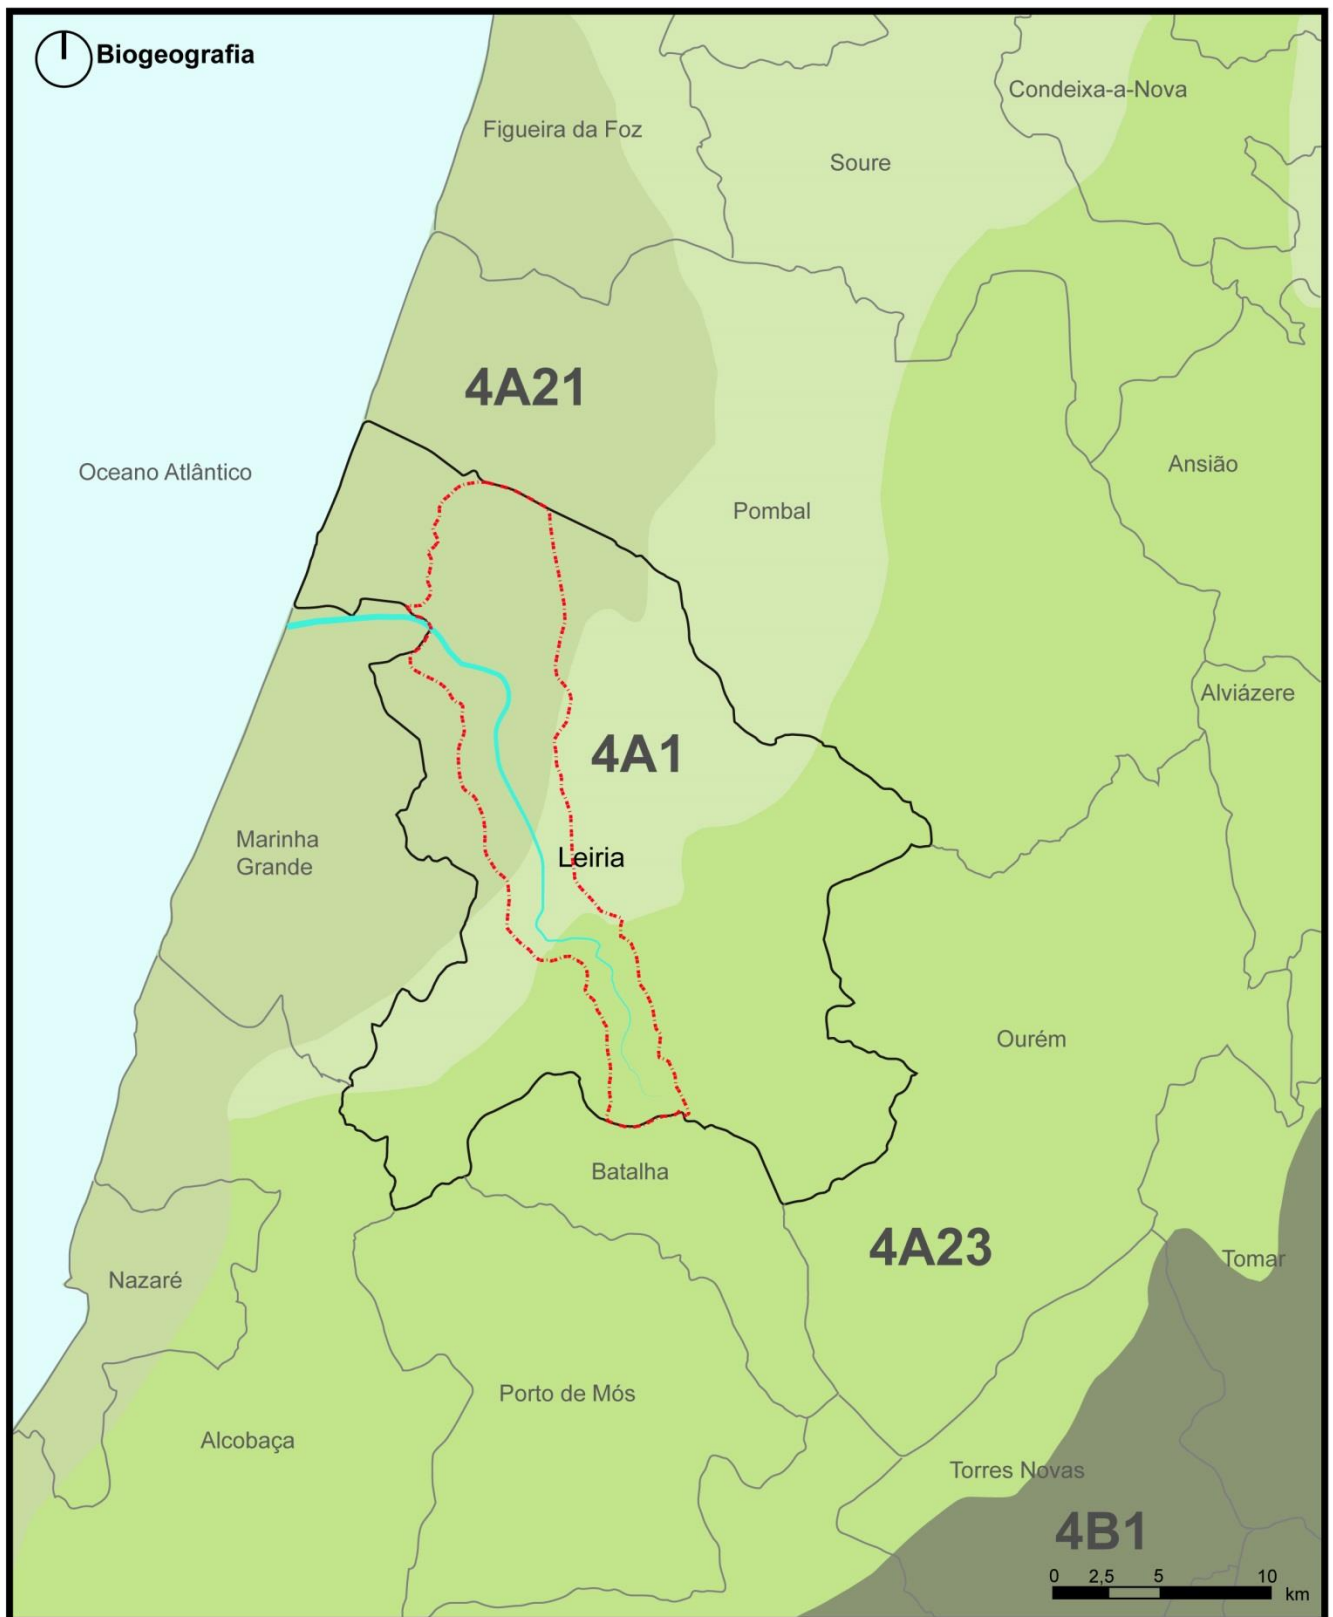 Biogeografia
Condeixa-a-Nova
Figueira da Foz
Soure
4A21
Oceano Atlântico
Ansião
Pombal
Alviázere
4A1
Marinha
Grande
Leiria
Ourém
Batalha
4A23
Tomar
Nazaré
Porto de Mós
Alcobaça
Torres Novas
4B1
0 2,5 5 10
km